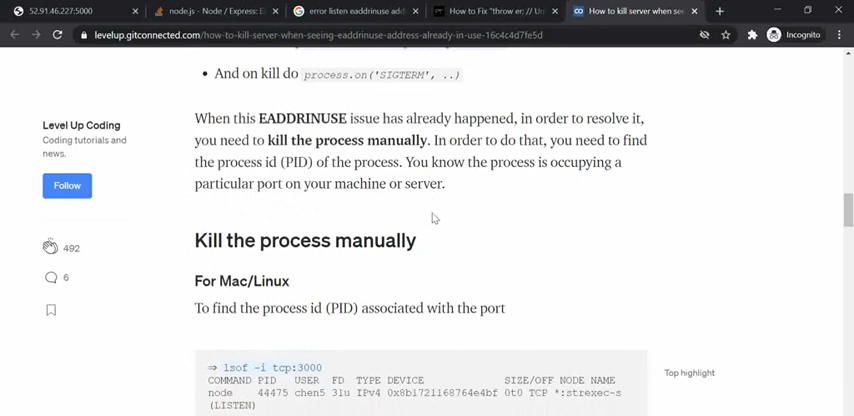 52.91.46.227:5000
node.js - Node / Express: E
error listen eaddrinuse add
How to Fix "throw er; // Un
How to kill server when see
levelup.gitconnected.com/how-to-kill-server-when-seeing-eaddrinuse-address-already-in-use-16c4c4d7fe5d
Incognito
And on kill do process.on('SIGTERM', ..)
Level Up Coding
Coding tutorials and
news.
Follow
492
6
When this EADDRINUSE issue has already happened, in order to resolve it,
you need to kill the process manually. In order to do that, you need to find
the process id (PID) of the process. You know the process is occupying a
particular port on your machine or server.
Kill the process manually
For Mac/Linux
To find the process id (PID) associated with the port
⇒ lsof -i tcp:3000
COMMAND PID USER FD TYPE DEVICE SIZE/OFF NODE NAME
node 44475 chen5 31u IPv4 0x8b1721168764e4bf 0t0 TCP *:strexec-s
(LISTEN)
Top highlight